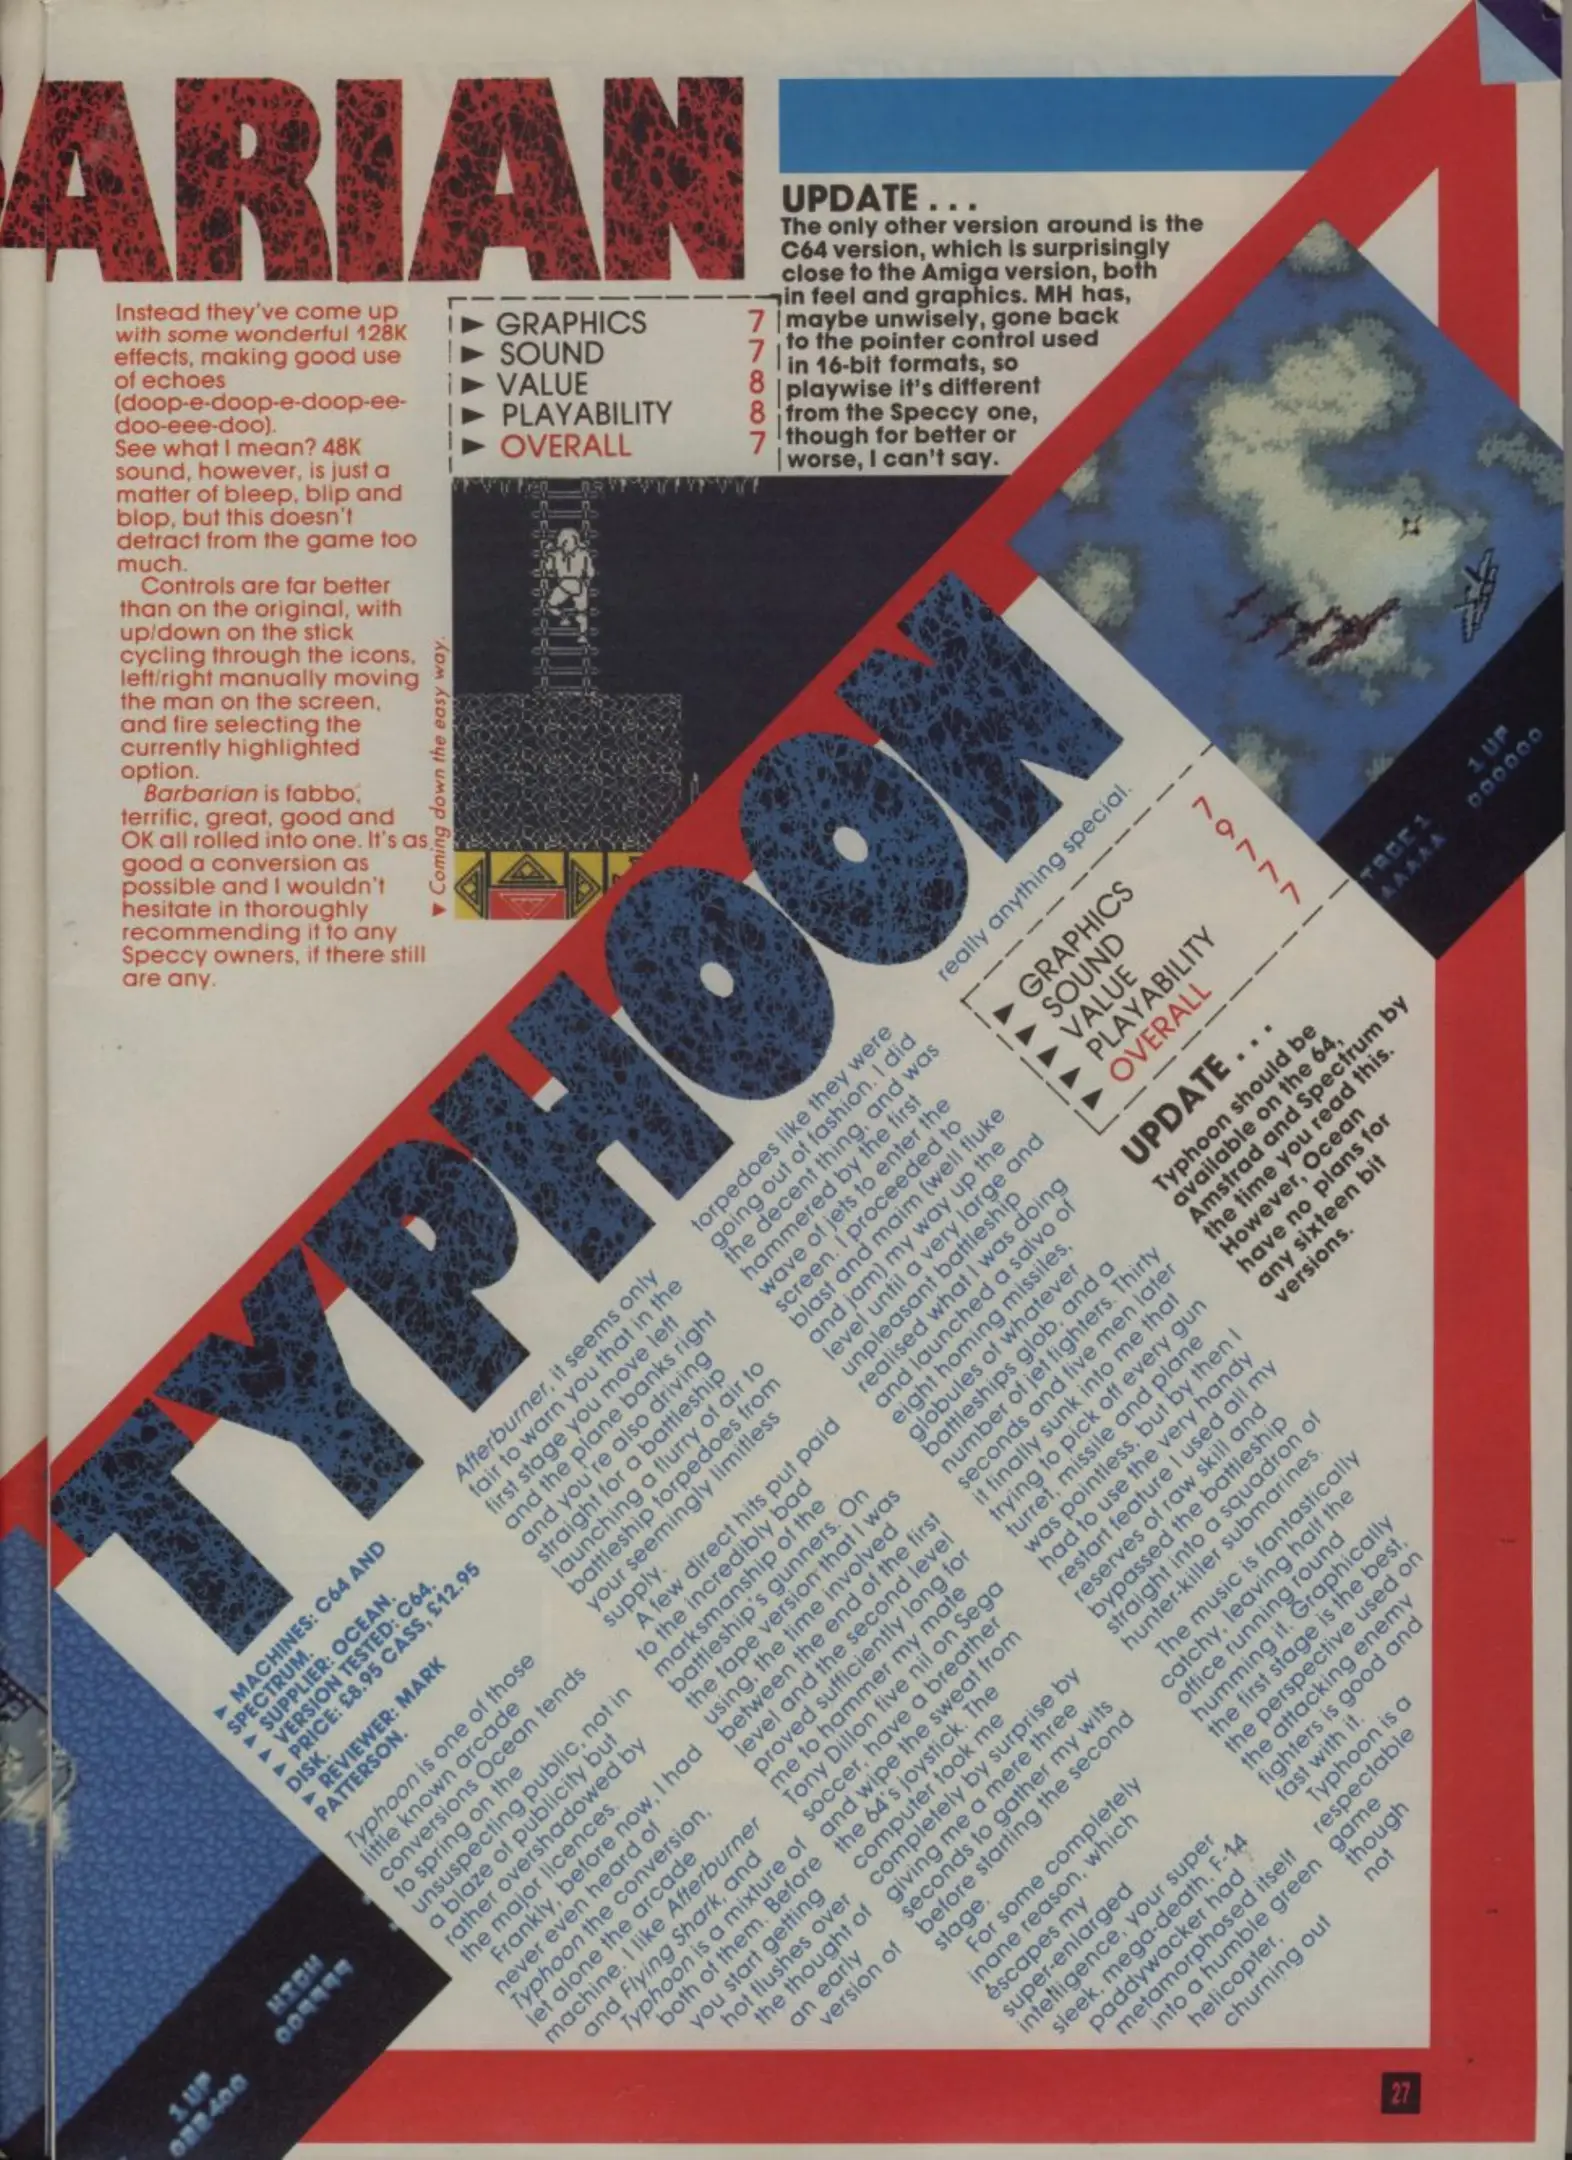 ARIAN
Instead they've come up
with some wonderful 128K
effects, making good use
of echoes
(doop-e-doop-e-doop-ee-
doo-eee-doo).
See what I mean? 48K
sound, however, is just a
matter of bleep, blip and
blop, but this doesn't
detract from the game too
much.
Controls are far better
than on the original, with
up/down on the stick
cycling through the icons,
left/right manually moving
the man on the screen,
and fire selecting the
currently highlighted
option.
Barbarian is fabbo,
terrific, great, good and
OK all rolled into one. It's as
good a conversion as
possible and I wouldn't
hesitate in thoroughly
recommending it to any
Speccy owners, if there still
are any.
► GRAPHICS 7
► SOUND 7
► VALUE 8
► PLAYABILITY 8
► OVERALL 7
UPDATE . . .
The only other version around is the
C64 version, which is surprisingly
close to the Amiga version, both
in feel and graphics. MH has,
maybe unwisely, gone back
to the pointer control used
in 16-bit formats, so
playwise it's different
from the Speccy one,
though for better or
worse, I can't say.
▼ Coming down the easy way.
TYPHOON
▲ MACHINES: C64 AND
SPECTRUM.
▲ SUPPLIER: OCEAN.
▲ VERSION TESTED: C64.
▲ PRICE: £8.95 CASS, £12.95
DISK.
▲ REVIEWER: MARK
PATTERSON.
Typhoon is one of those
little known arcade
conversions Ocean tends
to spring on the
unsuspecting public, not in
a blaze of publicity but
rather overshadowed by
the major licences.
Frankly, before now, I had
never even heard of
Typhoon the conversion,
let alone the arcade
machine. I like Afterburner
and Flying Shark, and
Typhoon is a mixture of
both of them. Before
you start getting
hot flushes over
the thought of
an early
version of
Afterburner, it seems only
fair to warn you that in the
first stage you move left
and the plane banks right
and you're also driving
straight for a battleship
launching a flurry of air to
battleship torpedoes from
your seemingly limitless
supply.
A few direct hits put paid
to the incredibly bad
marksmanship of the
battleship's gunners. On
the tape version that I was
using, the time involved
between the end of the first
level and the second level
proved sufficiently long for
me to hammer my mate
Tony Dillon five nil on Sega
soccer, have a breather
and wipe the sweat from
the 64's joystick. The
computer took me
completely by surprise by
giving me a mere three
seconds to gather my wits
before starting the second
stage.
For some completely
inane reason, which
escapes my
super-enlarged
intelligence, your super
sleek, mega-death, F-14
paddywacker had
metamorphosed itself
into a humble green
helicopter,
churning out
torpedoes like they were
going out of fashion. I did
the decent thing, and was
hammered by the first
wave of jets to enter the
screen. I proceeded to
blast and maim (well fluke
and jam) my way up the
level until a very large and
unpleasant battleship
realised what I was doing
and launched a salvo of
eight homing missiles,
globules of whatever
battleships glob, and a
number of jet fighters. Thirty
seconds and five men later
it finally sunk into me that
trying to pick off every gun
turret, missile and plane
was pointless, but by then I
had to use the very handy
restart feature. I used all my
reserves of raw skill and
bypassed the battleship
straight into a squadron of
hunter-killer submarines.
The music is fantastically
catchy, leaving half the
office running round
humming it. Graphically
the first stage is the best,
the perspective used on
the attacking enemy
fighters is good and
fast with it.
Typhoon is a
respectable
game
though
not
really anything special.
▲ GRAPHICS 7
▲ SOUND 9
▲ VALUE 7
▲ PLAYABILITY 7
▲ OVERALL 7
UPDATE . . .
Typhoon should be
available on the 64,
Amstrad and Spectrum by
the time you read this.
However, Ocean
have no plans for
any sixteen bit
versions.
1 UP
00000
1 UP
HIGH
27